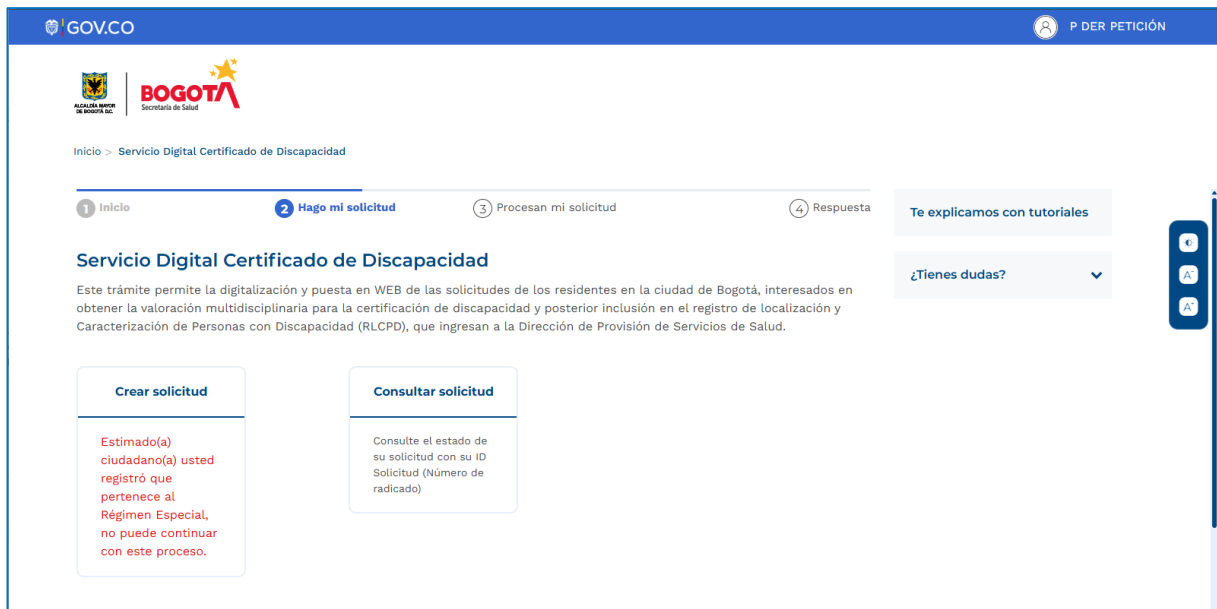 GOV.CO
P DER PETICIÓN
ALCALDÍA MAYOR
DE BOGOTÁ D.C.
BOGOTÁ
Secretaría de Salud
Inicio > Servicio Digital Certificado de Discapacidad
1 Inicio
2 Hago mi solicitud
3 Procesan mi solicitud
4 Respuesta
Servicio Digital Certificado de Discapacidad
Este trámite permite la digitalización y puesta en WEB de las solicitudes de los residentes en la ciudad de Bogotá, interesados en
obtener la valoración multidisciplinaria para la certificación de discapacidad y posterior inclusión en el registro de localización y
Caracterización de Personas con Discapacidad (RLCPD), que ingresan a la Dirección de Provisión de Servicios de Salud.
Crear solicitud
Estimado(a)
ciudadano(a) usted
registró que
pertenece al
Régimen Especial,
no puede continuar
con este proceso.
Consultar solicitud
Consulte el estado de
su solicitud con su ID
Solicitud (Número de
radicado)
Te explicamos con tutoriales
¿Tienes dudas?
A-
A+